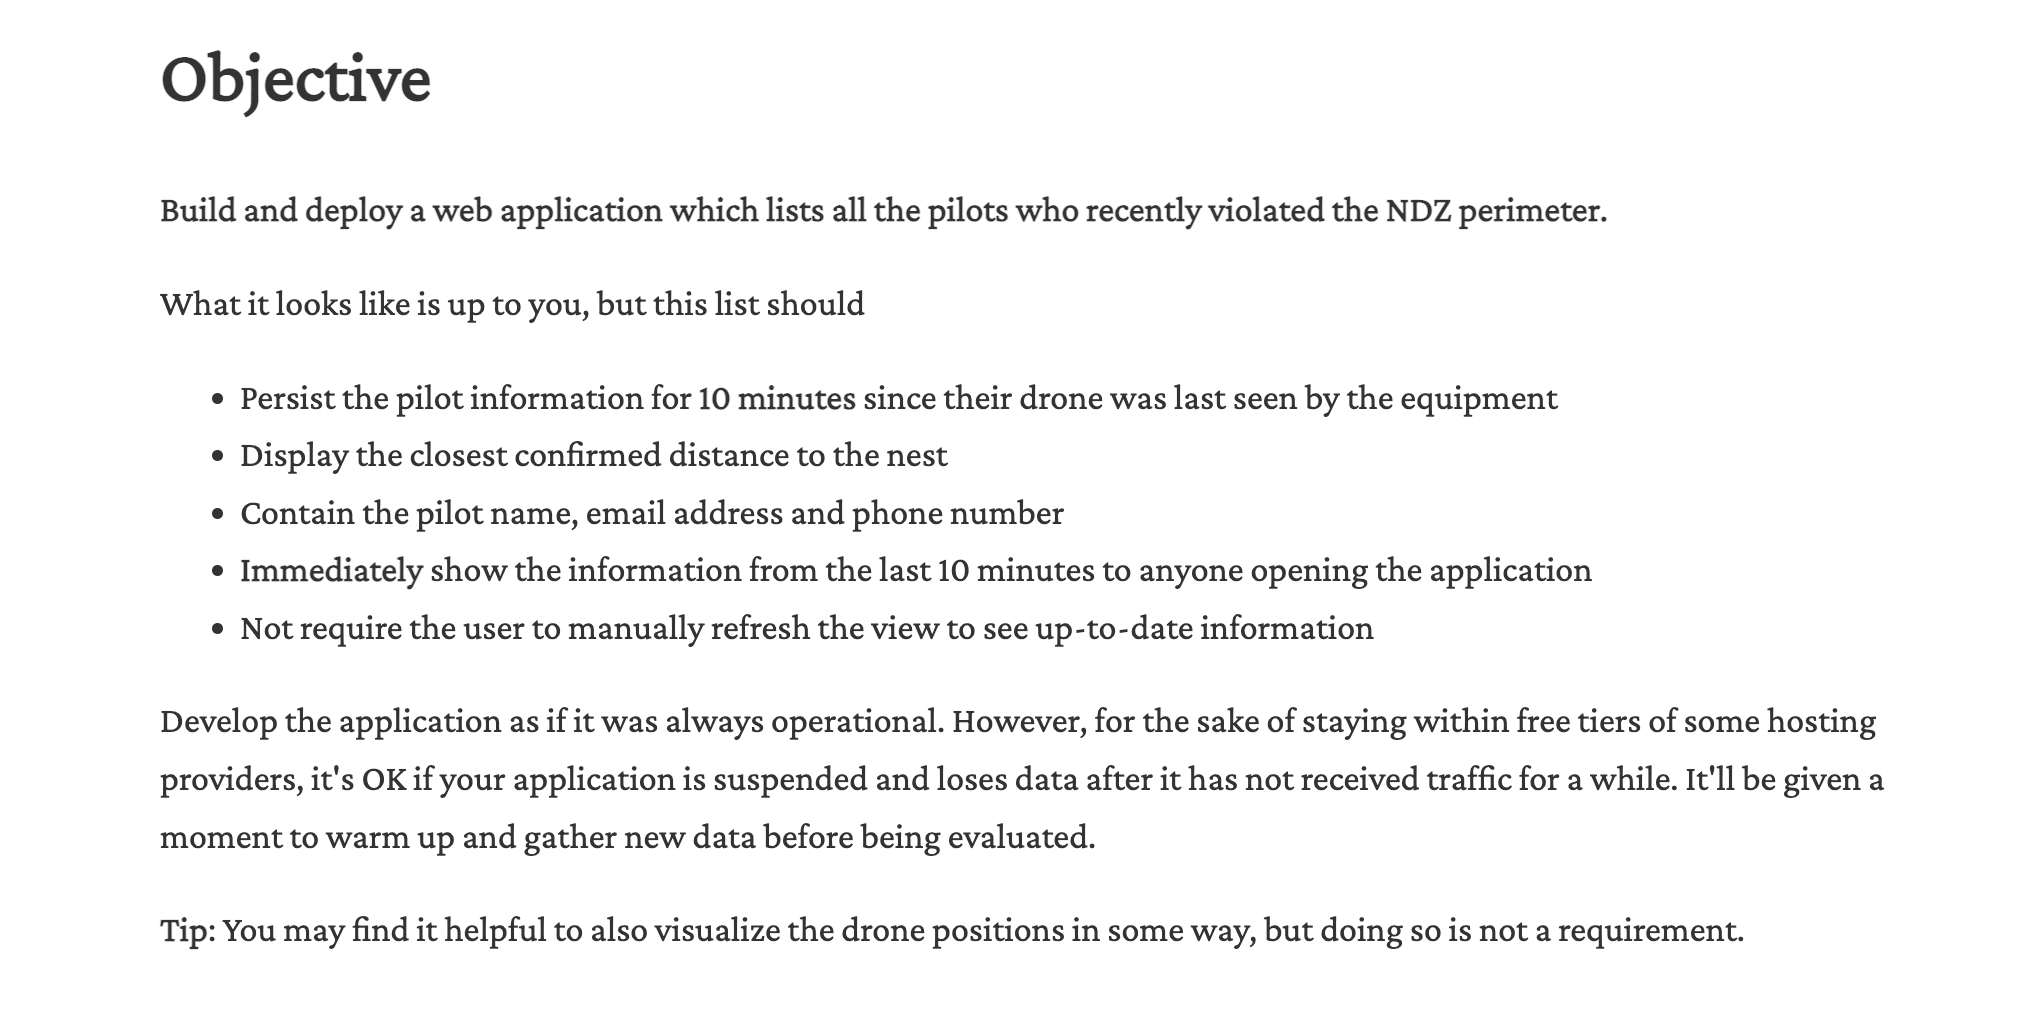 Objective
Build and deploy a web application which lists all the pilots who recently violated the NDZ perimeter.
What it looks like is up to you, but this list should
• Persist the pilot information for 10 minutes since their drone was last seen by the equipment
• Display the closest confirmed distance to the nest
• Contain the pilot name, email address and phone number
• Immediately show the information from the last 10 minutes to anyone opening the application
• Not require the user to manually refresh the view to see up-to-date information
Develop the application as if it was always operational. However, for the sake of staying within free tiers of some hosting
providers, it's OK if your application is suspended and loses data after it has not received traffic for a while. It'll be given a
moment to warm up and gather new data before being evaluated.
Tip: You may find it helpful to also visualize the drone positions in some way, but doing so is not a requirement.